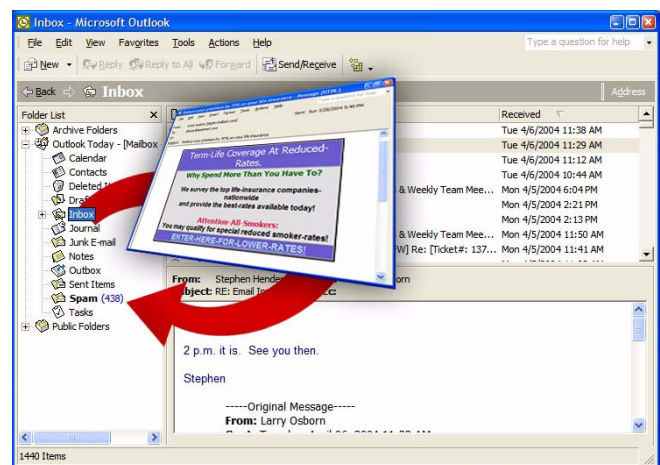 Inbox - Microsoft Outlook
File Edit View Favorites Tools Actions Help
Type a question for help
New Reply Reply to All Forward Send/Receive
Back Inbox Address
Folder List X
Archive Folders
Outlook Today - [Mailbox
Calendar
Contacts
Deleted
Inbox
Journal
Junk E-mail
Notes
Outbox
Sent Items
Spam (438)
Tasks
Public Folders
Term-Life Coverage At Reduced-
Rates.
Why Spend More Than You Have To?
We survey the top life-insurance companies-
nationwide
and provide the best-rates available today!
Attention-All-Smokers:
You may qualify for special reduced smoker-rates!
ENTER-HERE-FOR-LOWER-RATES!
Received
Tue 4/6/2004 11:38 AM
Tue 4/6/2004 11:29 AM
Tue 4/6/2004 11:12 AM
Tue 4/6/2004 10:44 AM
& Weekly Team Mee... Mon 4/5/2004 6:04 PM
Mon 4/5/2004 2:21 PM
Mon 4/5/2004 2:13 PM
& Weekly Team Mee... Mon 4/5/2004 11:50 AM
W] Re: [Ticket#: 137... Mon 4/5/2004 11:41 AM
From: Stephen Hende
orn
bject: RE: Email In
2 p.m. it is. See you then.
Stephen
-----Original Message-----
From: Larry Osborn
1440 Items